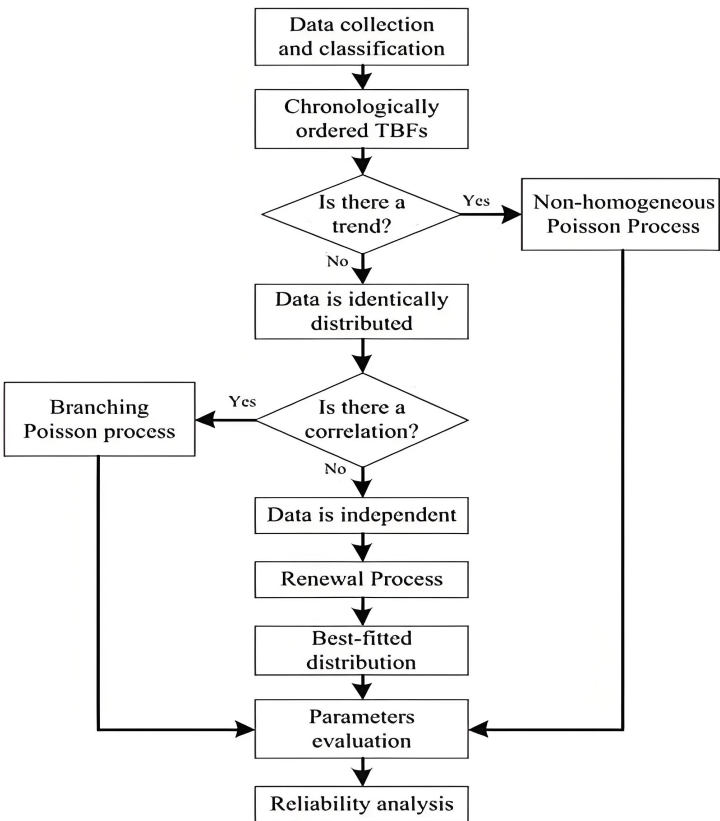 Data collection
and classification
Chronologically
ordered TBFs
Is there a
trend?
Yes
Non-homogeneous
Poisson Process
No
Data is identically
distributed
Branching
Poisson process
Yes
Is there a
correlation?
No
Data is independent
Renewal Process
Best-fitted
distribution
Parameters
evaluation
Reliability analysis